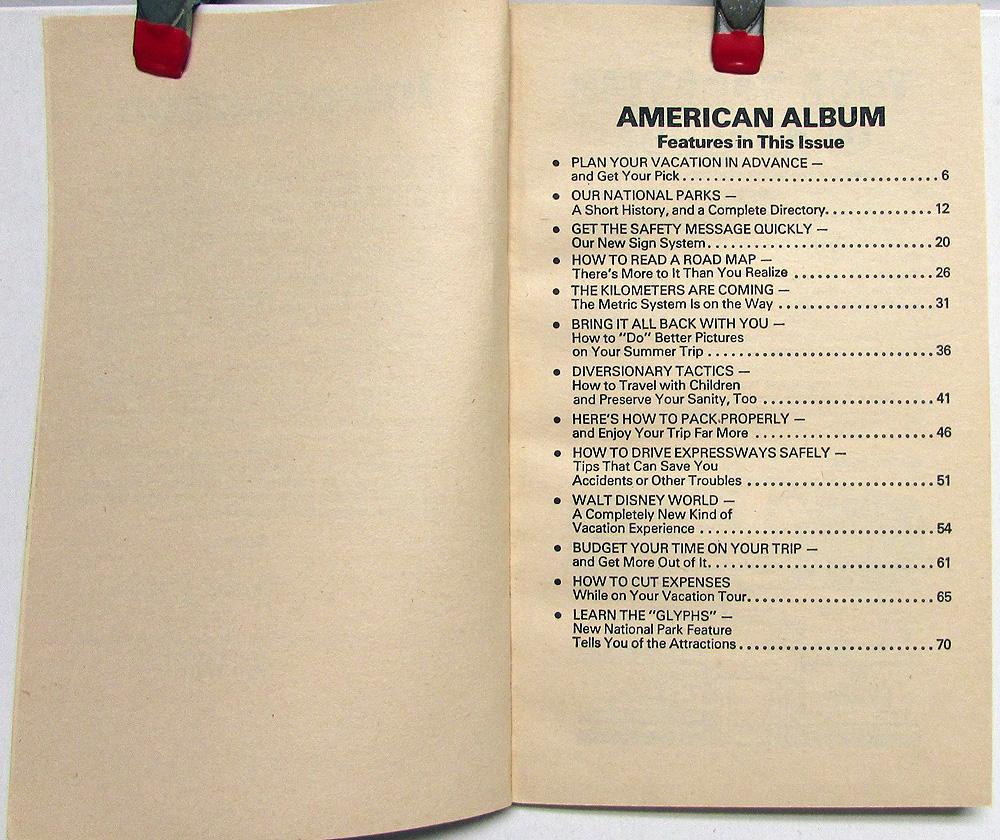 AMERICAN ALBUM
Features in This Issue
• PLAN YOUR VACATION IN ADVANCE —
and Get Your Pick . . . . . . . . . . . . . . . . . . . . . . . . . . . . . . . . . . . . . 6
• OUR NATIONAL PARKS —
A Short History, and a Complete Directory. . . . . . . . . . . . . . . 12
• GET THE SAFETY MESSAGE QUICKLY —
Our New Sign System . . . . . . . . . . . . . . . . . . . . . . . . . . . . . . . . 20
• HOW TO READ A ROAD MAP —
There's More to It Than You Realize . . . . . . . . . . . . . . . . . . . . 26
• THE KILOMETERS ARE COMING —
The Metric System Is on the Way . . . . . . . . . . . . . . . . . . . . . . . 31
• BRING IT ALL BACK WITH YOU —
How to "Do" Better Pictures
on Your Summer Trip . . . . . . . . . . . . . . . . . . . . . . . . . . . . . . . . 36
• DIVERSIONARY TACTICS —
How to Travel with Children
and Preserve Your Sanity, Too . . . . . . . . . . . . . . . . . . . . . . . . . 41
• HERE'S HOW TO PACK PROPERLY —
and Enjoy Your Trip Far More . . . . . . . . . . . . . . . . . . . . . . . . . . 46
• HOW TO DRIVE EXPRESSWAYS SAFELY —
Tips That Can Save You
Accidents or Other Troubles . . . . . . . . . . . . . . . . . . . . . . . . . . . 51
• WALT DISNEY WORLD —
A Completely New Kind of
Vacation Experience . . . . . . . . . . . . . . . . . . . . . . . . . . . . . . . . . 54
• BUDGET YOUR TIME ON YOUR TRIP —
and Get More Out of It. . . . . . . . . . . . . . . . . . . . . . . . . . . . . . . . 61
• HOW TO CUT EXPENSES
While on Your Vacation Tour. . . . . . . . . . . . . . . . . . . . . . . . . . . 65
• LEARN THE "GLYPHS" —
New National Park Feature
Tells You of the Attractions . . . . . . . . . . . . . . . . . . . . . . . . . . . . 70